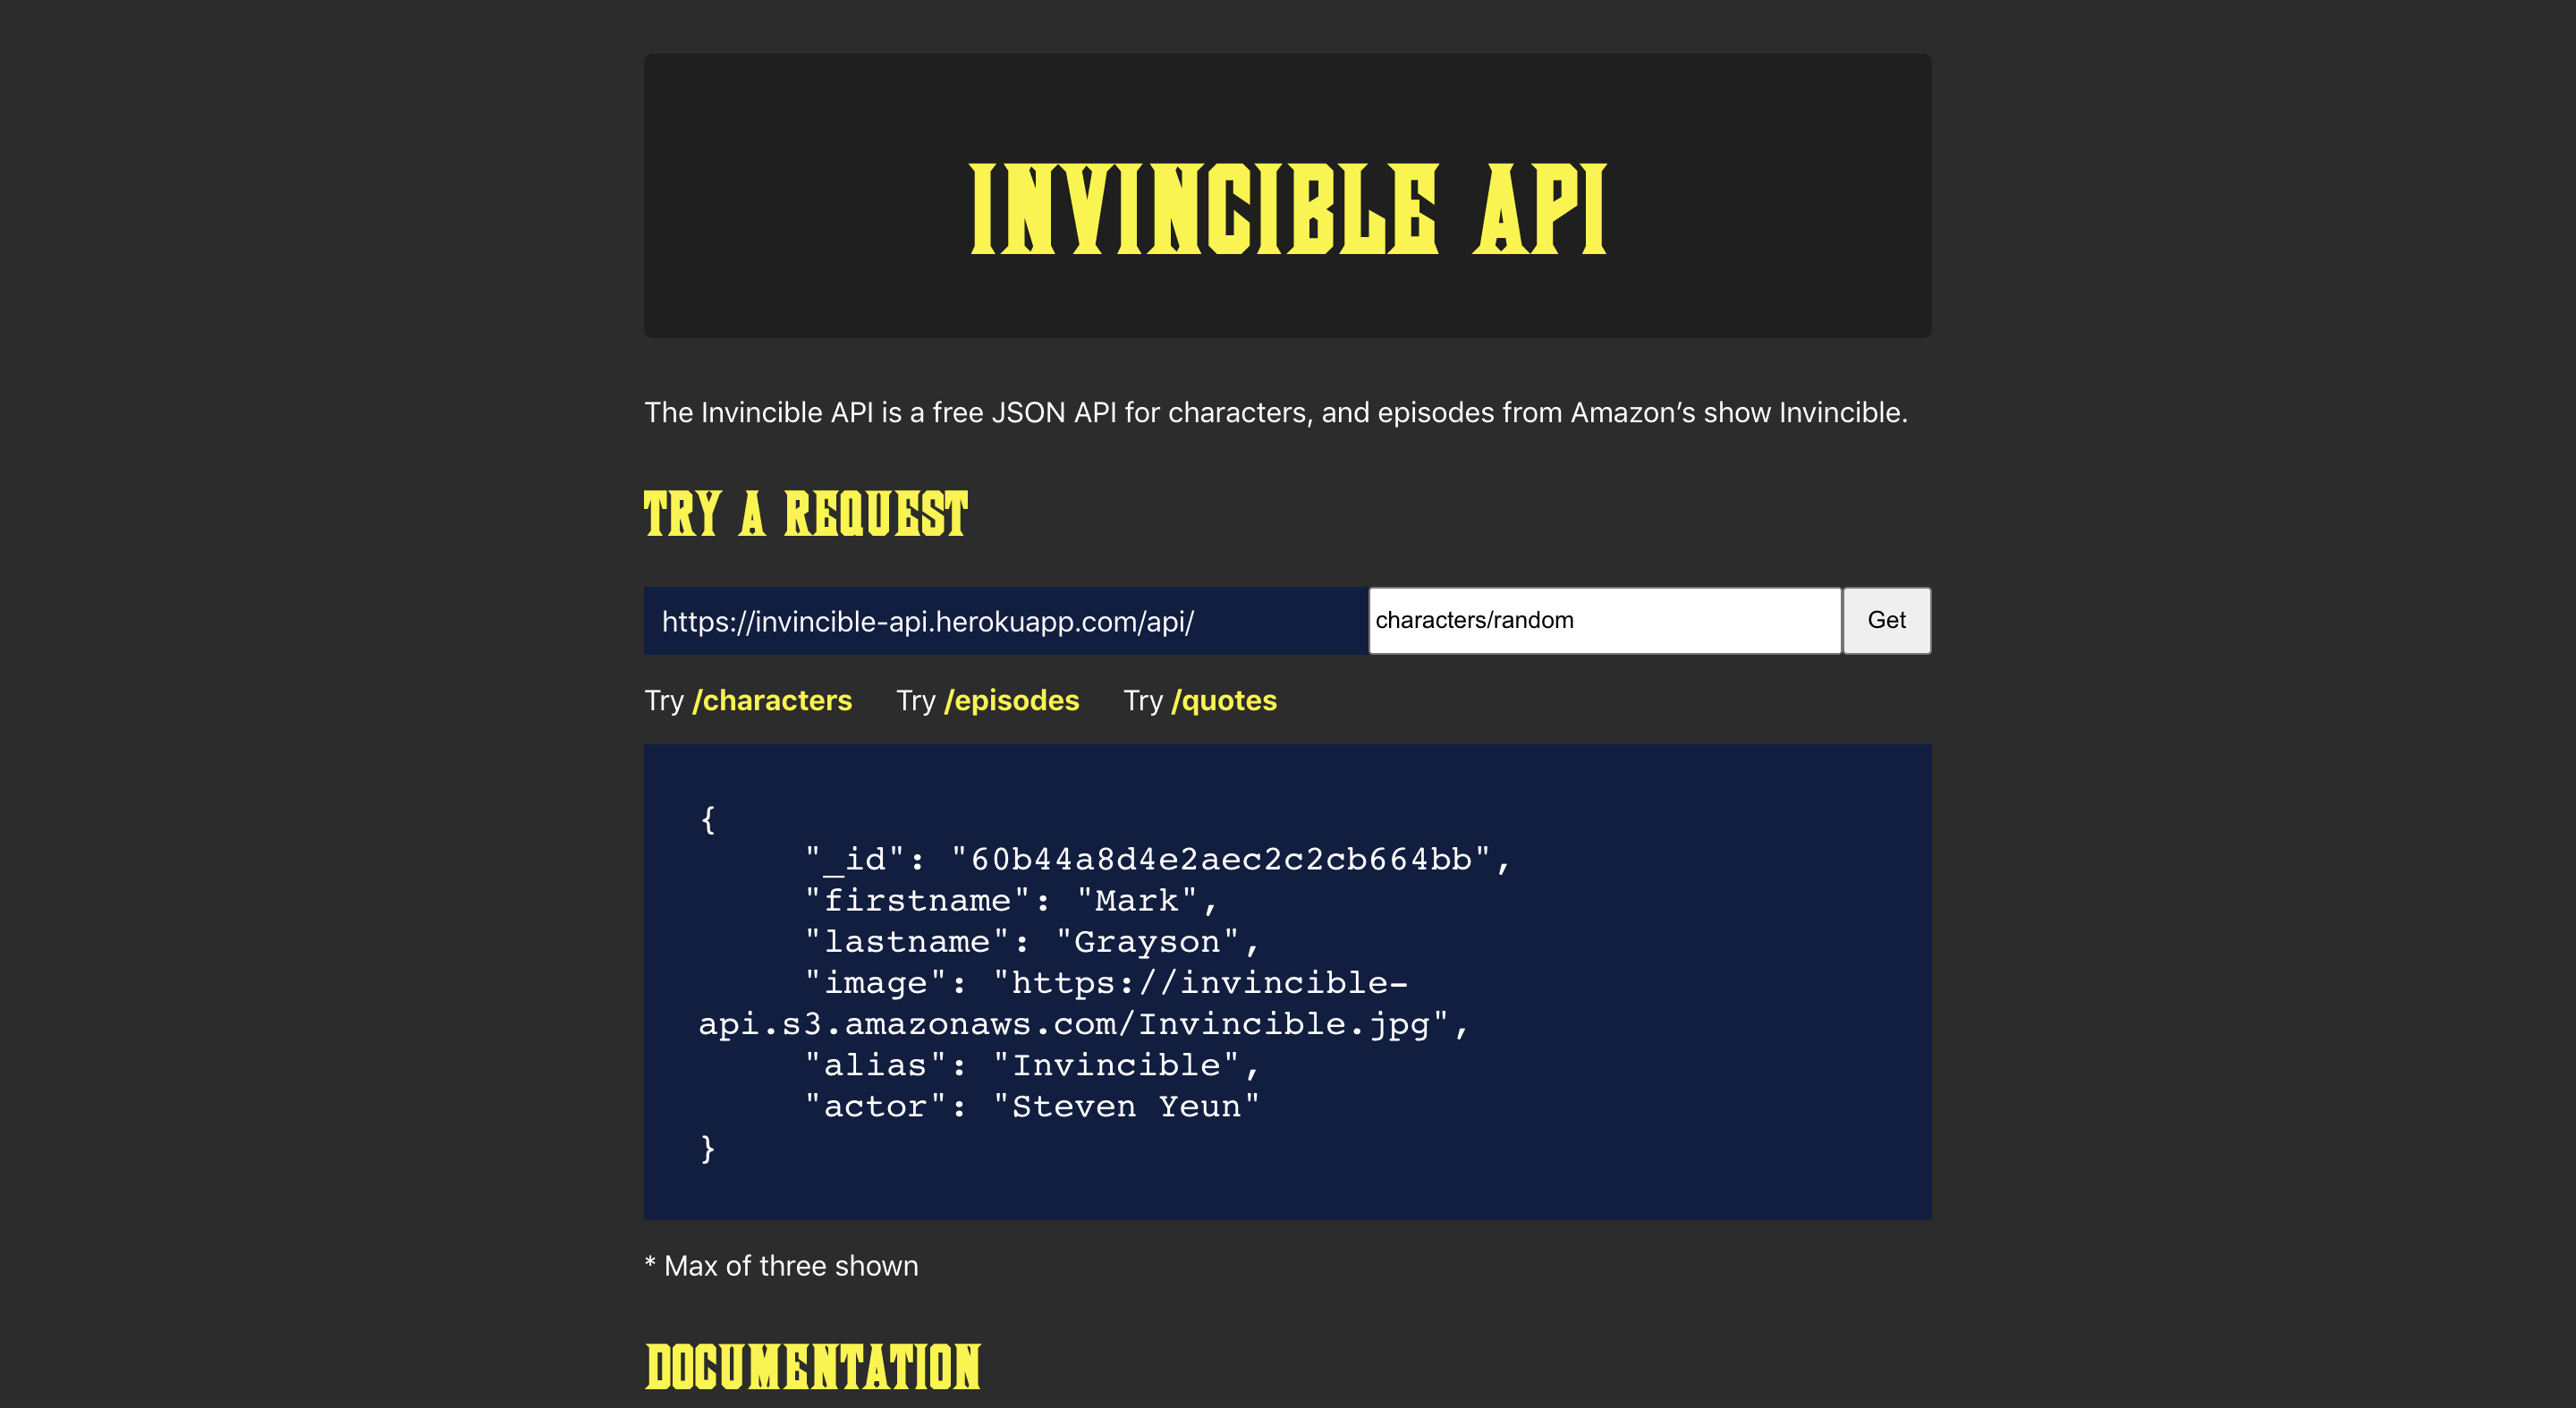 INVINCIBLE API
The Invincible API is a free JSON API for characters, and episodes from Amazon’s show Invincible.
TRY A REQUEST
https://invincible-api.herokuapp.com/api/ characters/random Get
Try /characters Try /episodes Try /quotes
{
"_id": "60b44a8d4e2aec2c2cb664bb",
"firstname": "Mark",
"lastname": "Grayson",
"image": "https://invincible-
api.s3.amazonaws.com/Invincible.jpg",
"alias": "Invincible",
"actor": "Steven Yeun"
}
* Max of three shown
DOCUMENTATION